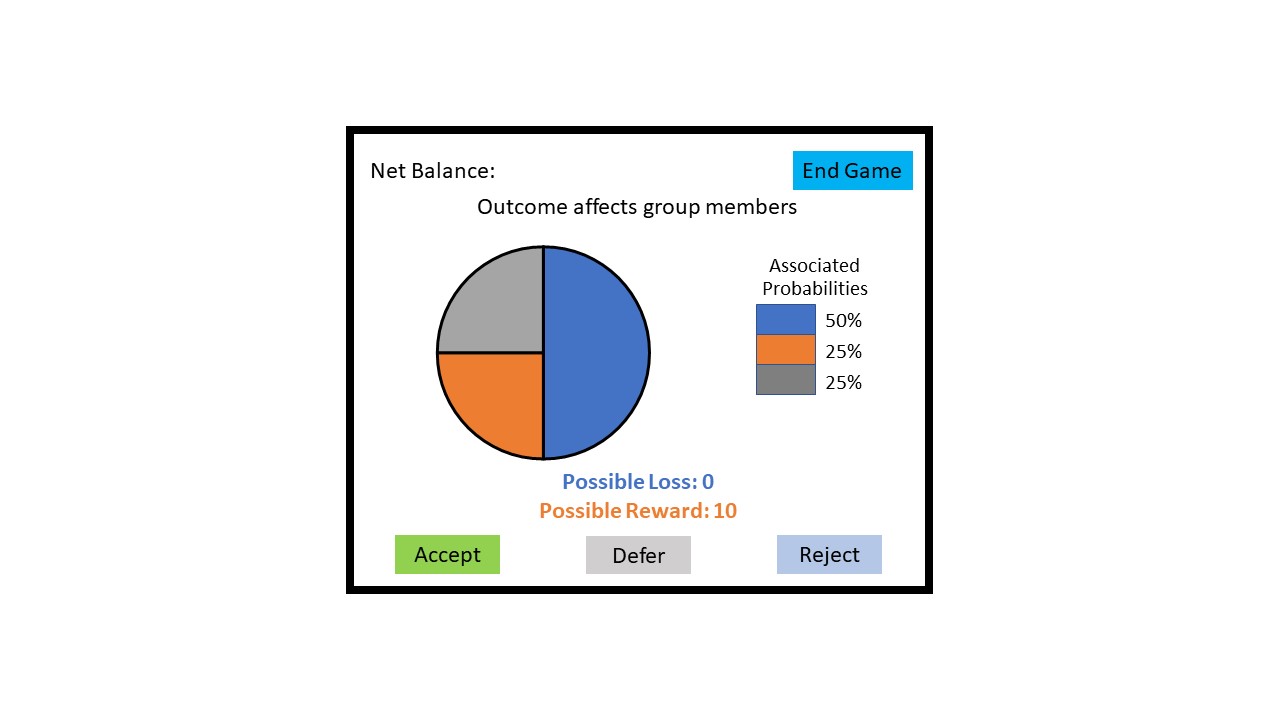 Net Balance:
End Game
Outcome affects group members
Associated
Probabilities
50%
25%
25%
Possible Loss: 0
Possible Reward: 10
Accept
Defer
Reject